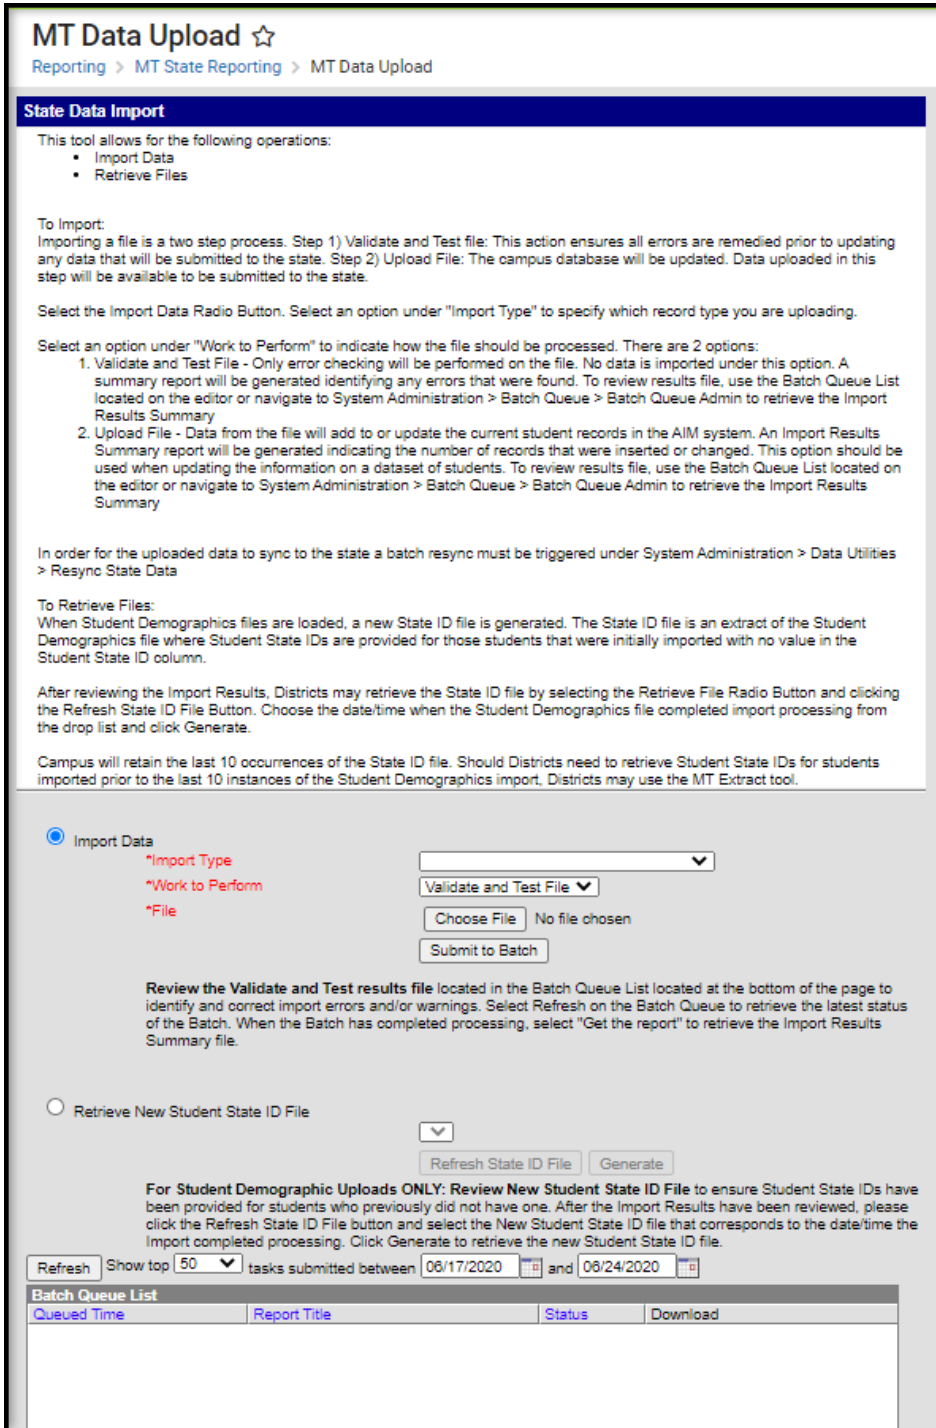 MT Data Upload ☆
Reporting > MT State Reporting > MT Data Upload
State Data Import
This tool allows for the following operations:
• Import Data
• Retrieve Files
To Import:
Importing a file is a two step process. Step 1) Validate and Test file: This action ensures all errors are remedied prior to updating
any data that will be submitted to the state. Step 2) Upload File: The campus database will be updated. Data uploaded in this
step will be available to be submitted to the state.
Select the Import Data Radio Button. Select an option under "Import Type" to specify which record type you are uploading.
Select an option under "Work to Perform" to indicate how the file should be processed. There are 2 options:
1. Validate and Test File - Only error checking will be performed on the file. No data is imported under this option. A
summary report will be generated identifying any errors that were found. To review results file, use the Batch Queue List
located on the editor or navigate to System Administration > Batch Queue > Batch Queue Admin to retrieve the Import
Results Summary
2. Upload File - Data from the file will add to or update the current student records in the AIM system. An Import Results
Summary report will be generated indicating the number of records that were inserted or changed. This option should be
used when updating the information on a dataset of students. To review results file, use the Batch Queue List located on
the editor or navigate to System Administration > Batch Queue > Batch Queue Admin to retrieve the Import Results
Summary
In order for the uploaded data to sync to the state a batch resync must be triggered under System Administration > Data Utilities
> Resync State Data
To Retrieve Files:
When Student Demographics files are loaded, a new State ID file is generated. The State ID file is an extract of the Student
Demographics file where Student State IDs are provided for those students that were initially imported with no value in the
Student State ID column.
After reviewing the Import Results, Districts may retrieve the State ID file by selecting the Retrieve File Radio Button and clicking
the Refresh State ID File Button. Choose the date/time when the Student Demographics file completed import processing from
the drop list and click Generate.
Campus will retain the last 10 occurrences of the State ID file. Should Districts need to retrieve Student State IDs for students
imported prior to the last 10 instances of the Student Demographics import, Districts may use the MT Extract tool.
Import Data
*Import Type
*Work to Perform Validate and Test File
*File Choose File No file chosen
Submit to Batch
Review the Validate and Test results file located in the Batch Queue List located at the bottom of the page to
identify and correct import errors and/or warnings. Select Refresh on the Batch Queue to retrieve the latest status
of the Batch. When the Batch has completed processing, select "Get the report" to retrieve the Import Results
Summary file.
Retrieve New Student State ID File
Refresh State ID File Generate
For Student Demographic Uploads ONLY: Review New Student State ID File to ensure Student State IDs have
been provided for students who previously did not have one. After the Import Results have been reviewed, please
click the Refresh State ID File button and select the New Student State ID file that corresponds to the date/time the
Import completed processing. Click Generate to retrieve the new Student State ID file.
Refresh Show top 50 tasks submitted between 06/17/2020 and 06/24/2020
Batch Queue List
Queued Time Report Title Status Download